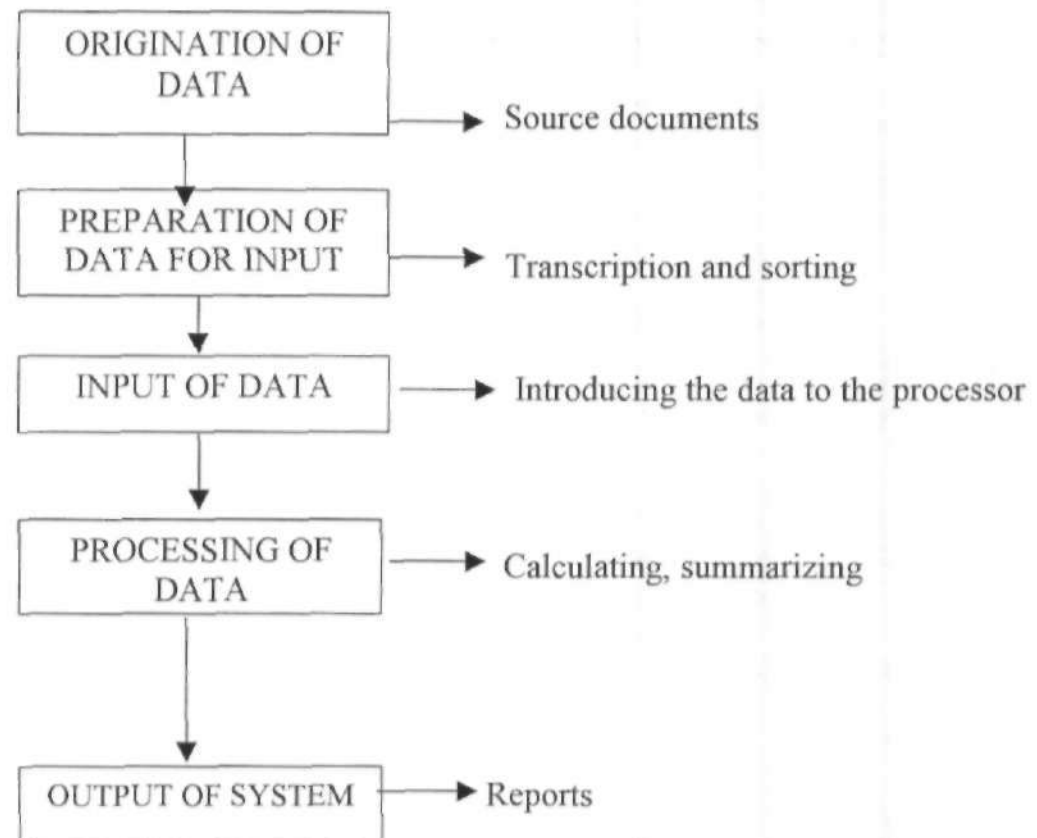 ORIGINATION OF
DATA
Source documents
PREPARATION OF
DATA FOR INPUT
Transcription and sorting
INPUT OF DATA
Introducing the data to the processor
PROCESSING OF
DATA
Calculating, summarizing
OUTPUT OF SYSTEM
Reports